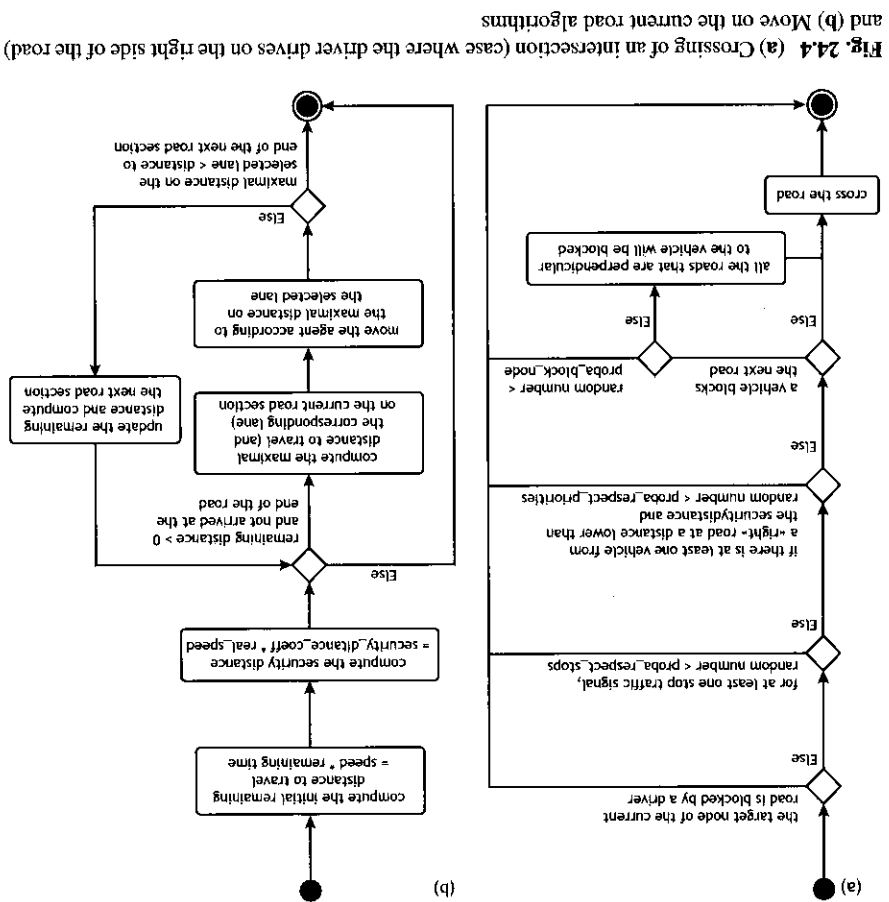 (a)
the target node of the current
road is blocked by a driver
Else
for at least one stop traffic signal,
random number < proba_respect_stops
Else
if there is at least one vehicle from
a «right» road at a distance lower than
the securitydistance and
random number < proba_respect_priorities
Else
a vehicle blocks
the next road
random number <
proba_block_node
Else
Else
all the roads that are perpendicular
to the vehicle will be blocked
cross the road
(b)
compute the initial remaining
distance to travel
= speed * remaining time
compute the security distance
= security_ditance_coeff * real_speed
Else
remaining distance > 0
and not arrived at the
end of the road
compute the maximal
distance to travel (and
the corresponding lane)
on the current road section
update the remaining
distance and compute
the next road section
move the agent according to
the maximal distance on
the selected lane
Else
maximal distance on the
selected lane < distance to
end of the next road section
Fig. 24.4 (a) Crossing of an intersection (case where the driver drives on the right side of the road)
and (b) Move on the current road algorithms